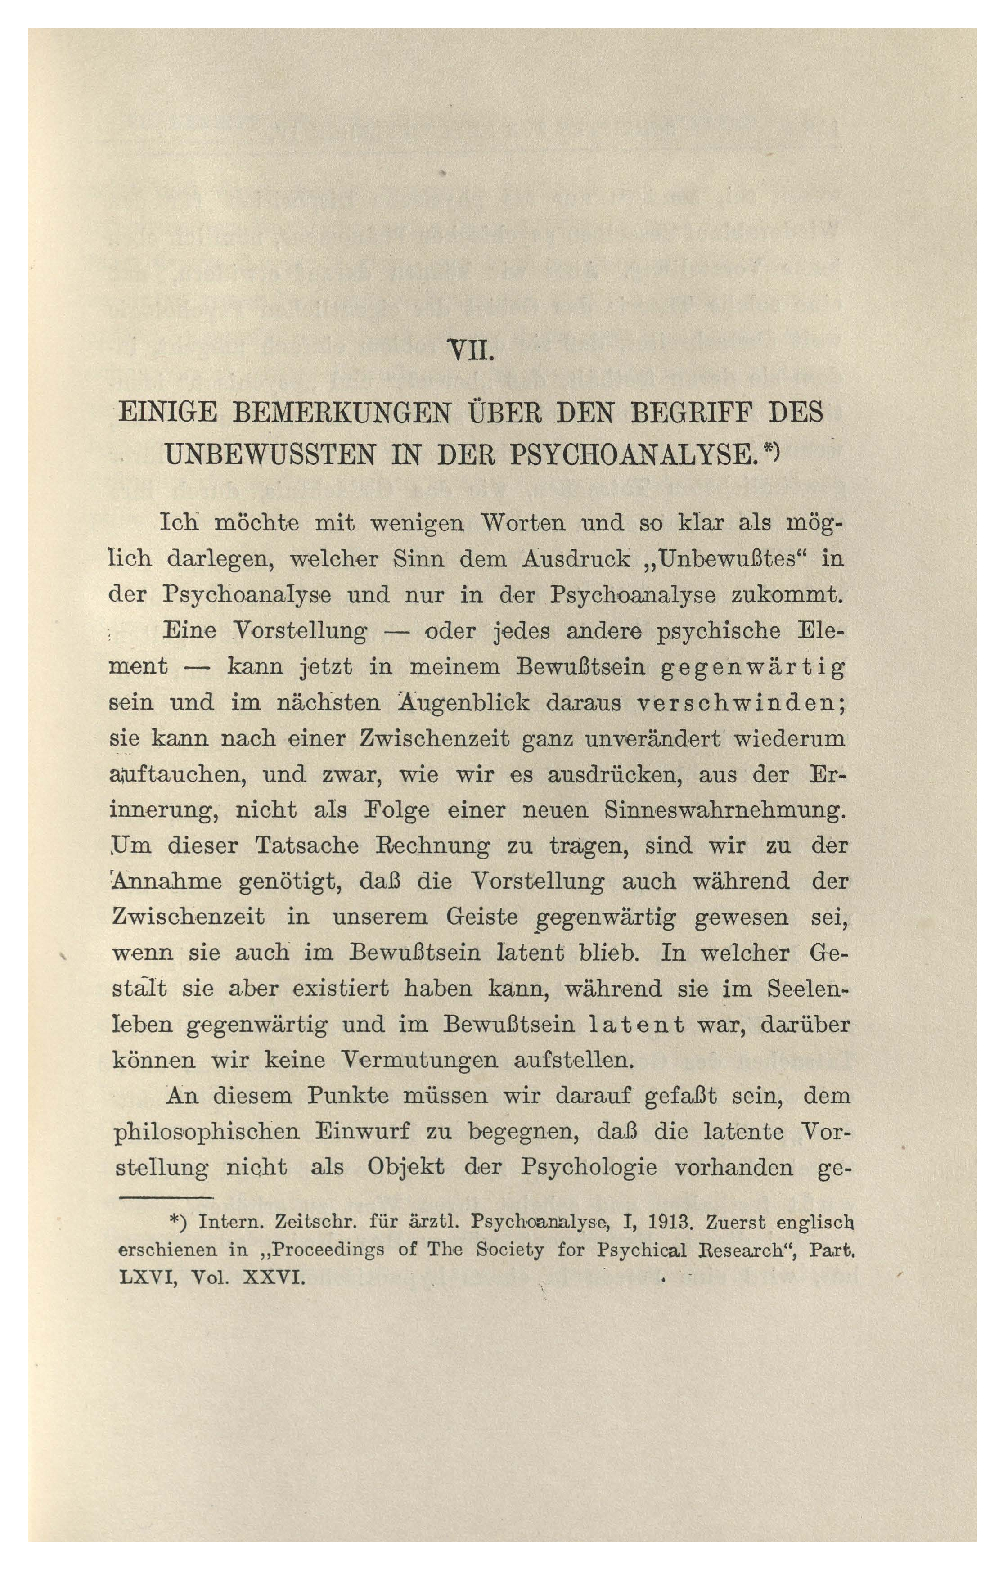 VII.
EINIGE BEMERKUNGEN ÜBER DEN BEGRIFF DES
UNBEWUSSTEN IN DER PSYCHOANALYSE.*)
Ich möchte mit wenigen Worten und so klar als mög-
lich darlegen, welcher Sinn dem Ausdruck „Unbewußtes“ in
der Psychoanalyse und nur in der Psychoanalyse zukommt.
Eine Vorstellung — oder jedes andere psychische Ele-
ment — kann jetzt in meinem Bewußtsein gegenwärtig
sein und im nächsten Augenblick daraus verschwinden;
sie kann nach einer Zwischenzeit ganz unverändert wiederum
auftauchen, und zwar, wie wir es ausdrücken, aus der Er-
innerung, nicht als Folge einer neuen Sinneswahrnehmung.
Um dieser Tatsache Rechnung zu tragen, sind wir zu der
Annahme genötigt, daß die Vorstellung auch während der
Zwischenzeit in unserem Geiste gegenwärtig gewesen sei,
wenn sie auch im Bewußtsein latent blieb. In welcher Ge-
stalt sie aber existiert haben kann, während sie im Seelen-
leben gegenwärtig und im Bewußtsein latent war, darüber
können wir keine Vermutungen aufstellen.
An diesem Punkte müssen wir darauf gefaßt sein, dem
philosophischen Einwurf zu begegnen, daß die latente Vor-
stellung nicht als Objekt der Psychologie vorhanden ge-
*) Intern. Zeitschr. für ärztl. Psychoanalyse, I, 1913. Zuerst englisch
erschienen in „Proceedings of The Society for Psychical Research“, Part.
LXVI, Vol. XXVI.